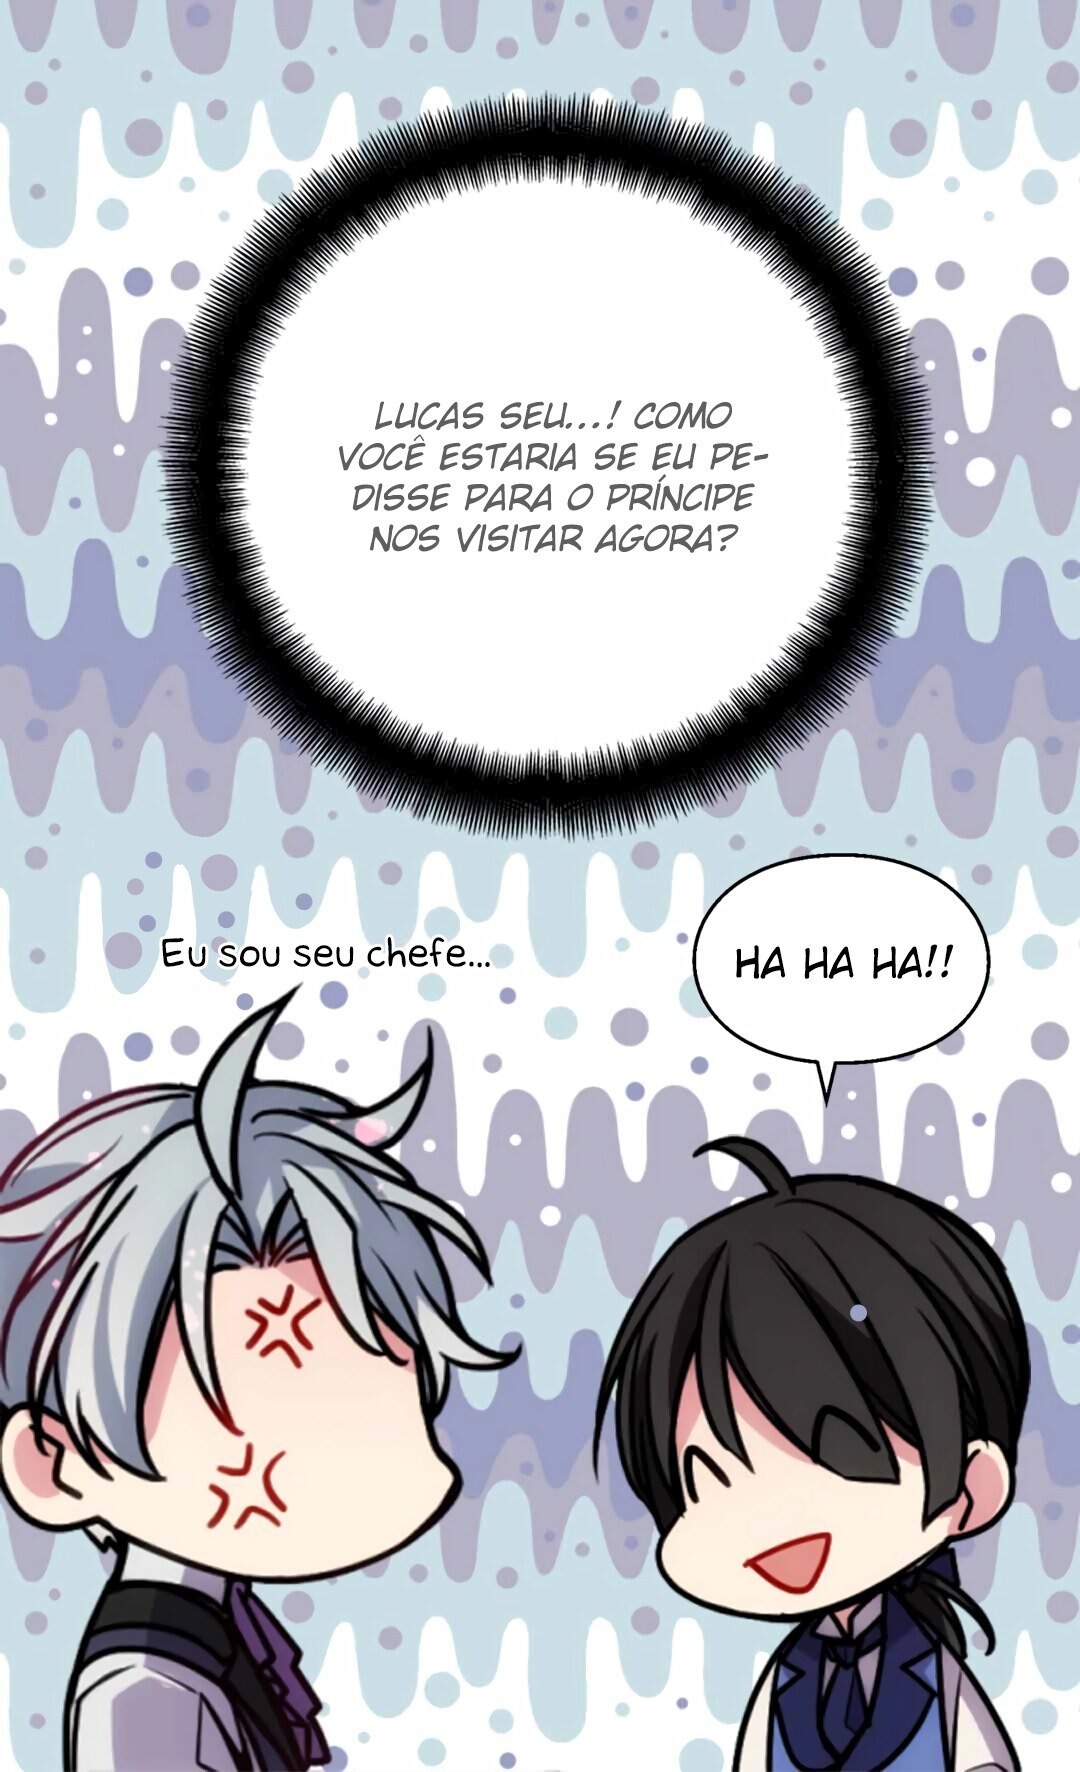 LUCAS SEU...! COMO
VOCÊ ESTARIA SE EU PE-
DISSE PARA O PRÍNCIPE
NOS VISITAR AGORA?
Eu sou seu chefe...
HA HA HA!!